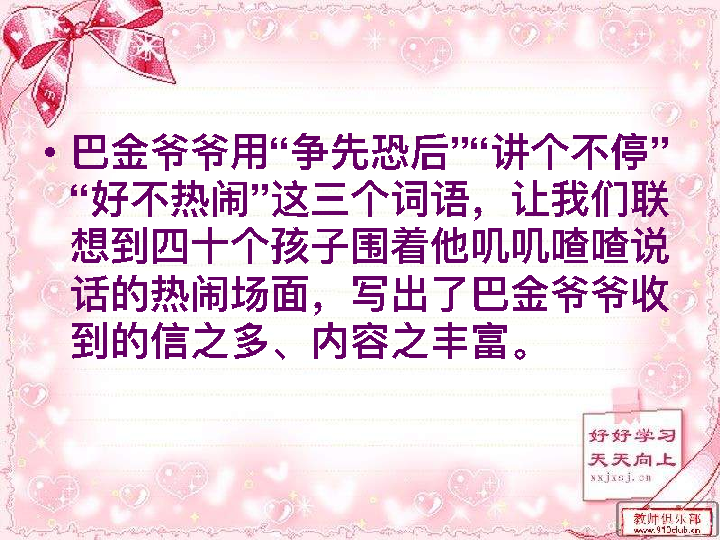 • 巴金爷爷用“争先恐后”“讲个不停”
“好不热闹”这三个词语，让我们联
想到四十个孩子围着他叽叽喳喳说
话的热闹场面，写出了巴金爷爷收
到的信之多、内容之丰富。
好好学习
天天向上
xxjxsj.cn
教师俱乐部
www.910club.cn